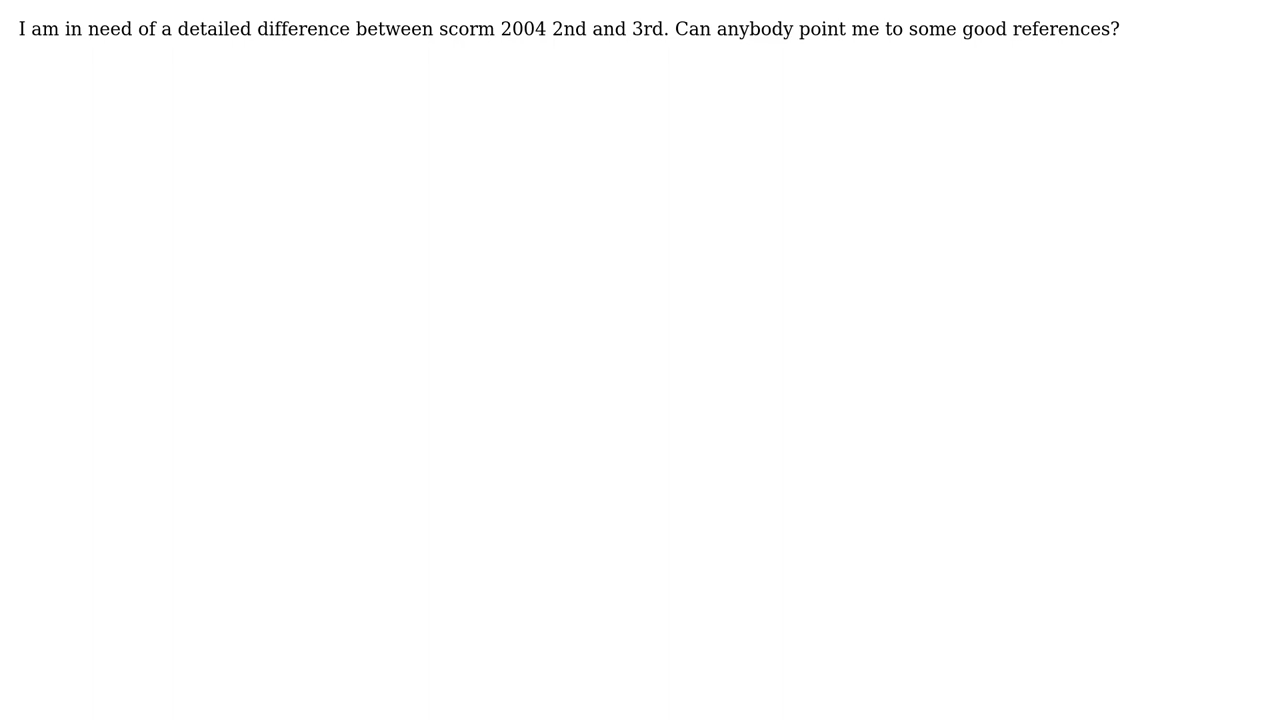 I am in need of a detailed difference between scorm 2004 2nd and 3rd. Can anybody point me to some good references?